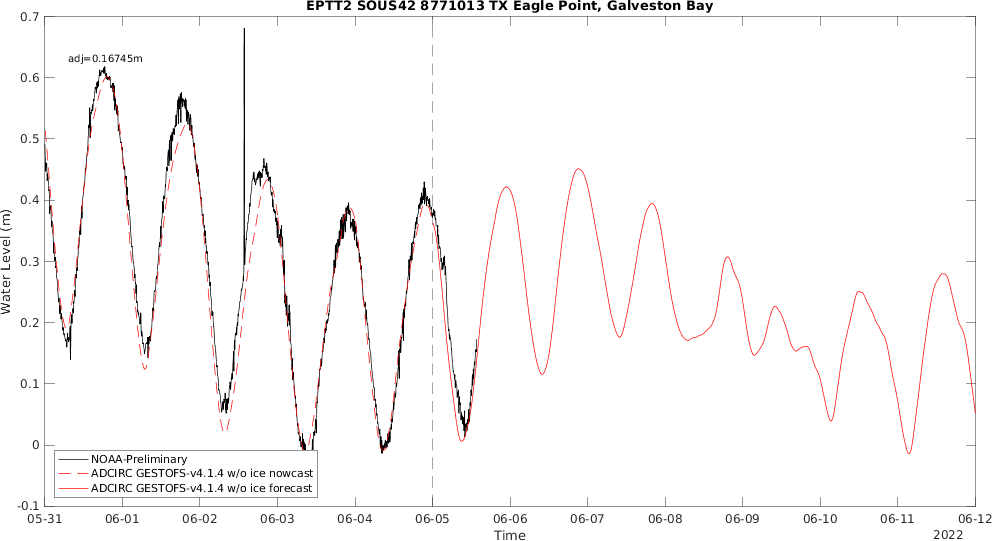 EPTT2 SOUS42 8771013 TX Eagle Point, Galveston Bay
0.7
adj=0.16745m
0.6
0.5
0.4
0.3
0.2
0.1
0
-0.1
Water Level (m)
NOAA-Preliminary
ADCIRC GESTOFS-v4.1.4 w/o ice nowcast
ADCIRC GESTOFS-v4.1.4 w/o ice forecast
05-31 06-01 06-02 06-03 06-04 06-05 06-06 06-07 06-08 06-09 06-10 06-11 06-12
Time
2022